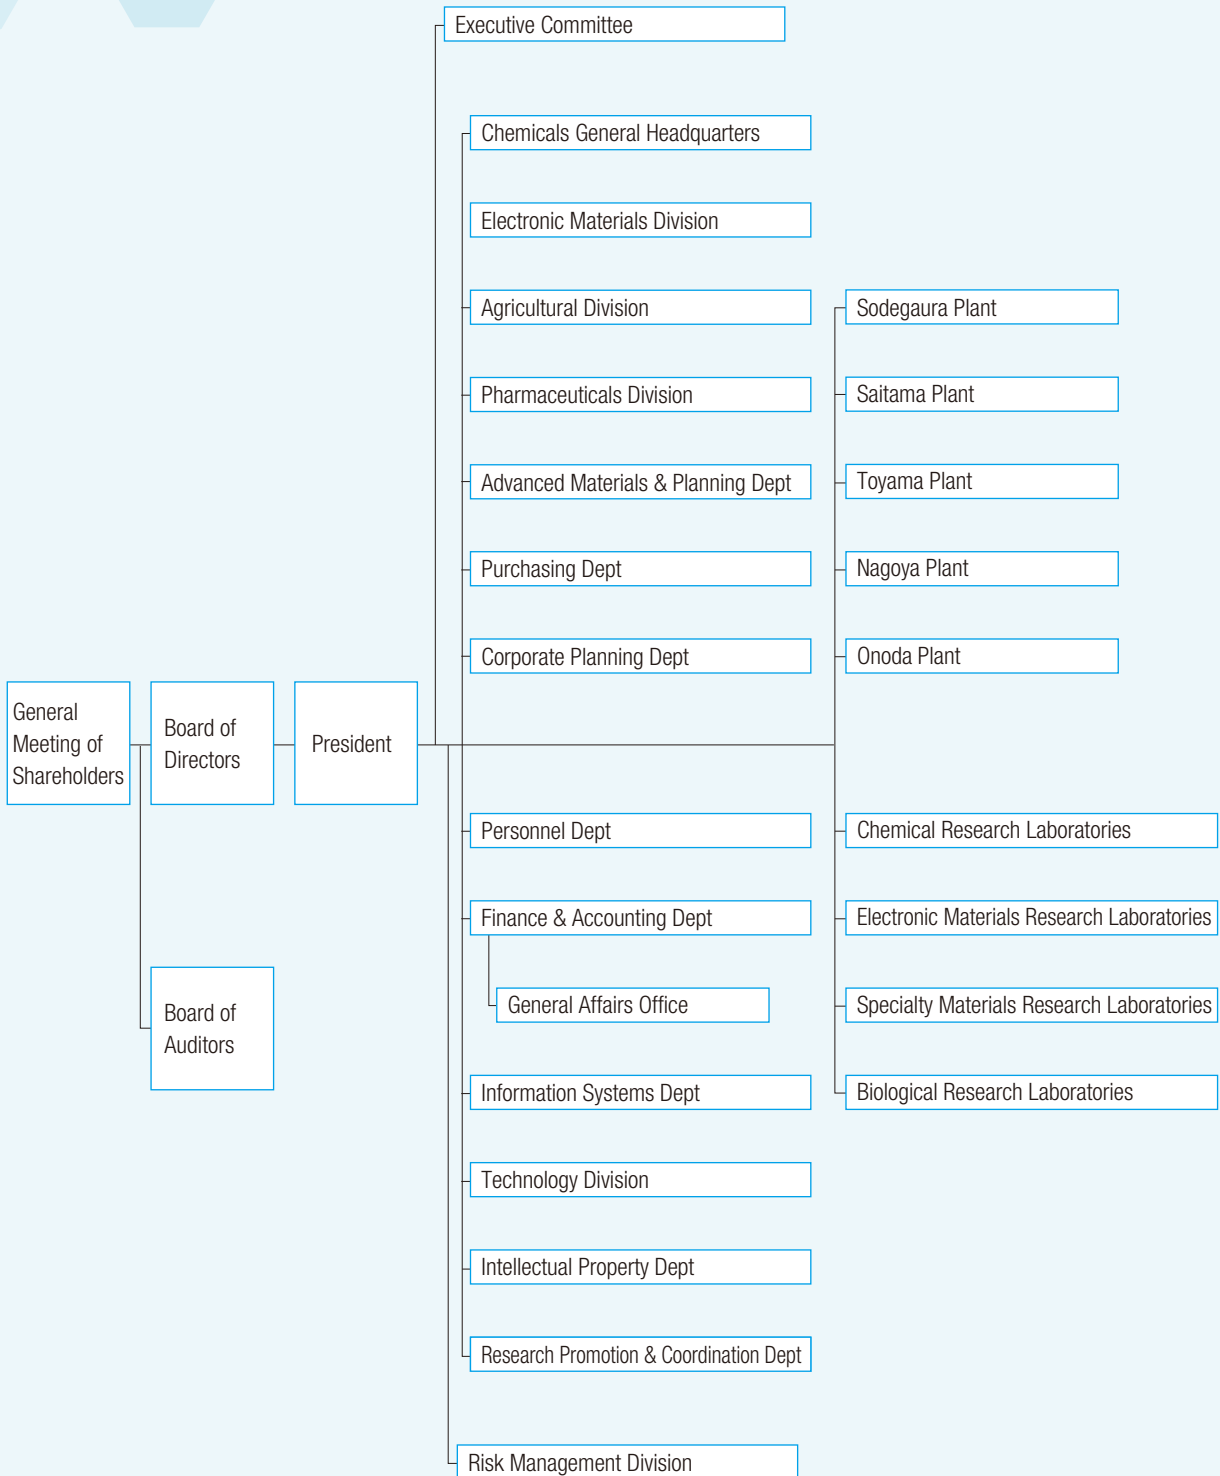 Executive Committee
Chemicals General Headquarters
Electronic Materials Division
Agricultural Division
Pharmaceuticals Division
Advanced Materials & Planning Dept
Purchasing Dept
Corporate Planning Dept
Sodegaura Plant
Saitama Plant
Toyama Plant
Nagoya Plant
Onoda Plant
General
Meeting of
Shareholders
Board of
Directors
President
Board of
Auditors
Personnel Dept
Finance & Accounting Dept
General Affairs Office
Information Systems Dept
Technology Division
Intellectual Property Dept
Research Promotion & Coordination Dept
Chemical Research Laboratories
Electronic Materials Research Laboratories
Specialty Materials Research Laboratories
Biological Research Laboratories
Risk Management Division